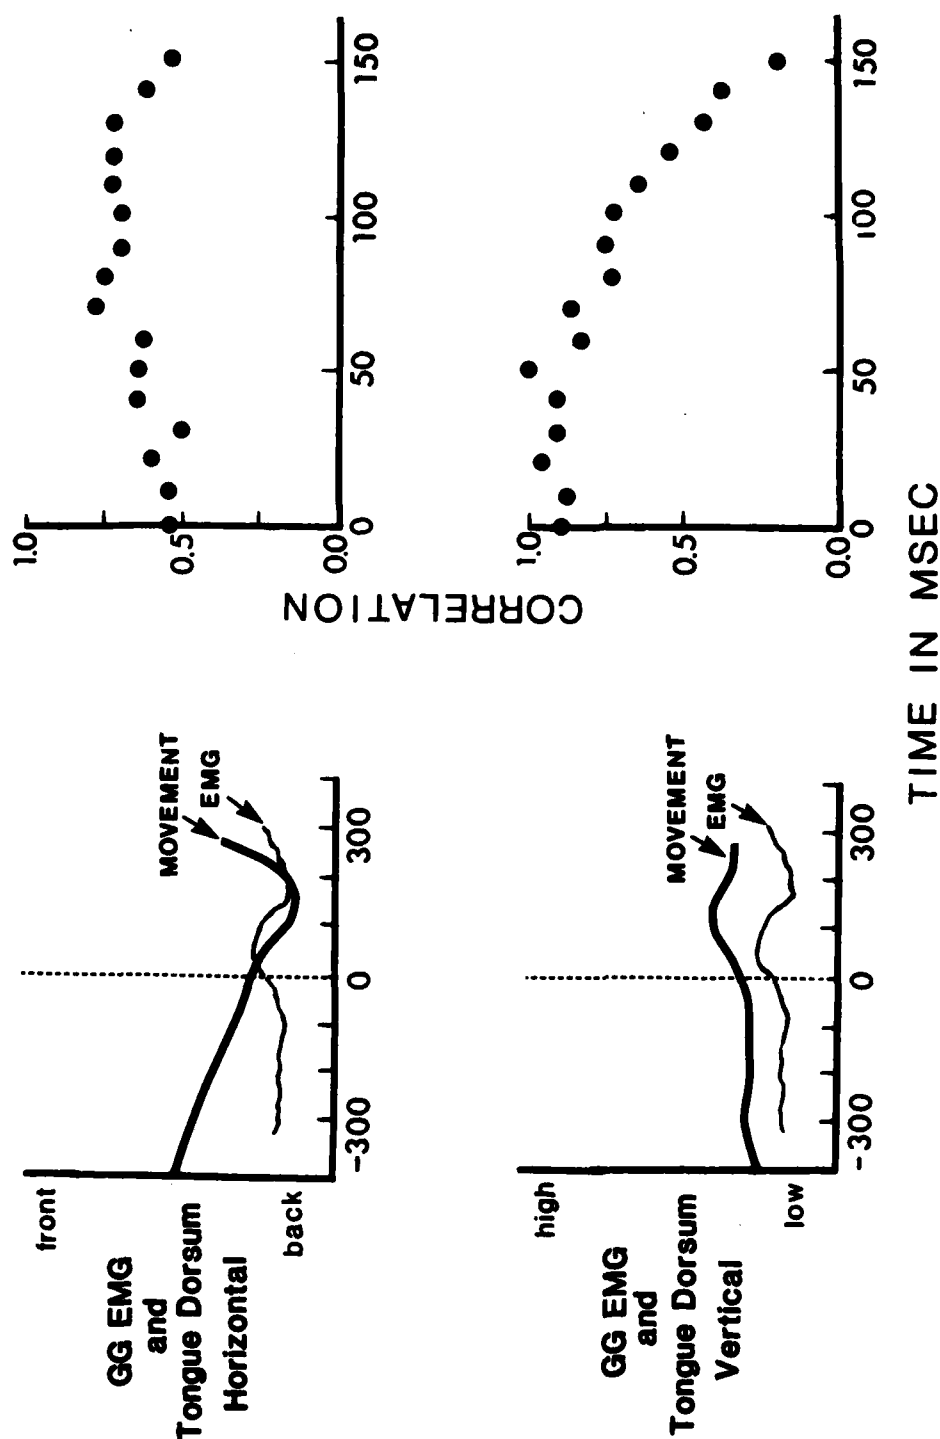 front
back
GG EMG
and
Tongue Dorsum
Horizontal
MOVEMENT
EMG
-300
0
300
CORRELATION
1.0
0.5
0.0
0
50
100
150
high
low
GG EMG
and
Tongue Dorsum
Vertical
MOVEMENT
EMG
-300
0
300
1.0
0.5
0.0
0
50
100
150
TIME IN MSEC